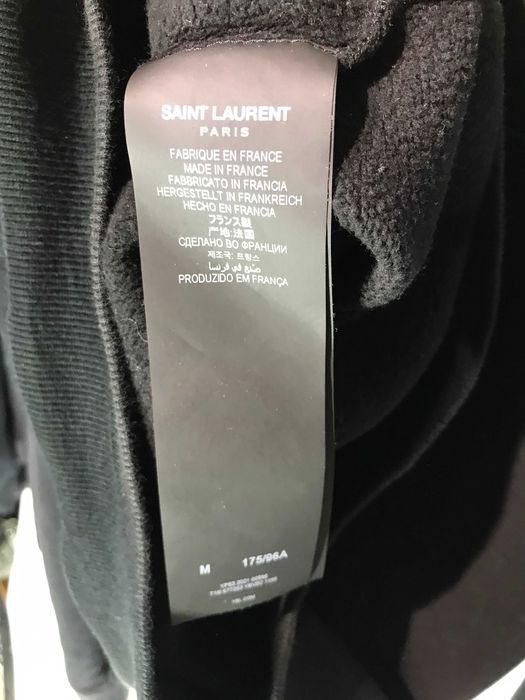 SAINT LAURENT
PARIS
FABRIQUE EN FRANCE
MADE IN FRANCE
FABBRICATO IN FRANCIA
HERGESTELLT IN FRANKREICH
HECHO EN FRANCIA
フランス製
产地:法國
СДЕЛАНО ВО ФРАНЦИИ
제조국: 프랑스
صنع في فرنسا
PRODUZIDO EM FRANÇA
M 175/96A